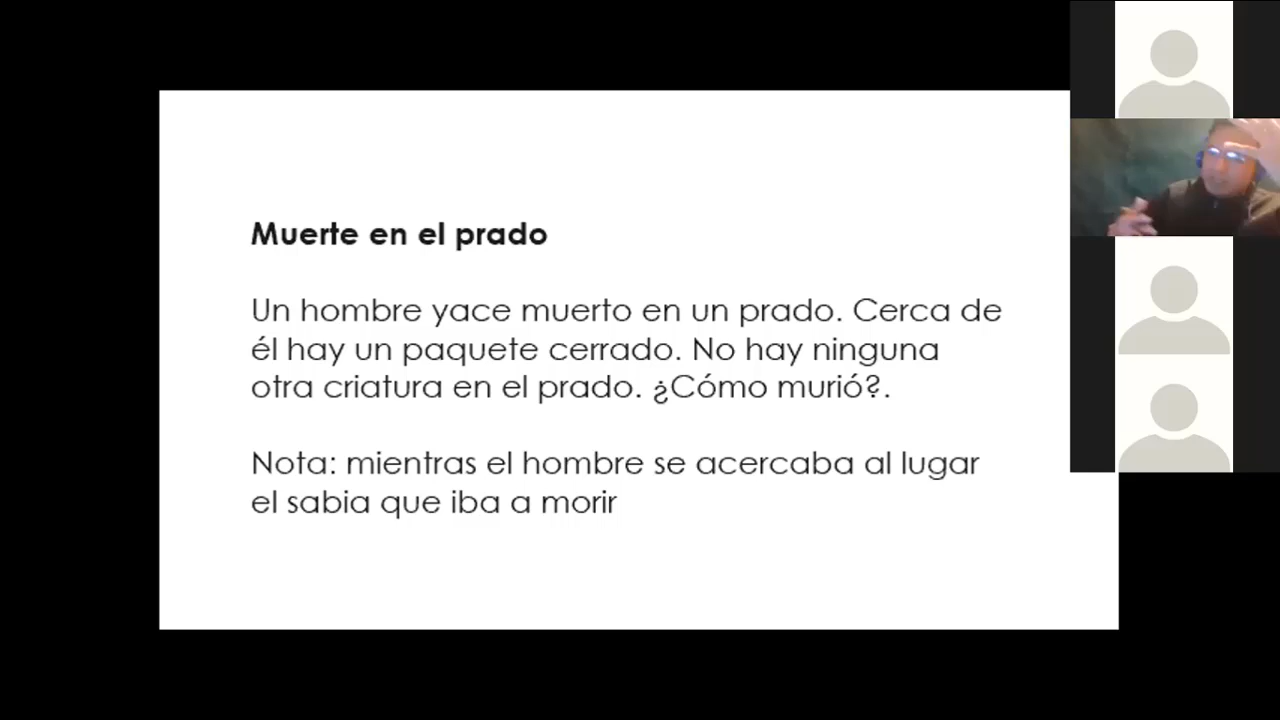 Muerte en el prado
Un hombre yace muerto en un prado. Cerca de
él hay un paquete cerrado. No hay ninguna
otra criatura en el prado. ¿Cómo murió?.
Nota: mientras el hombre se acercaba al lugar
el sabia que iba a morir